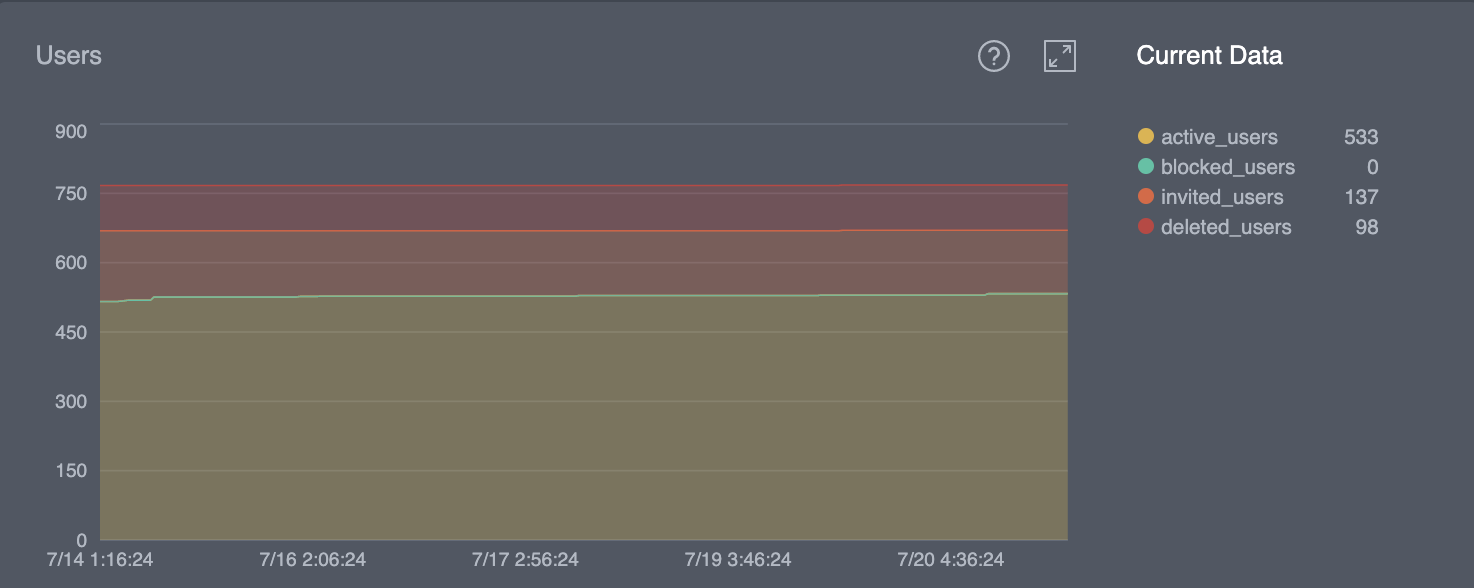 Users
?
Current Data
900
750
600
450
300
150
0
7/14 1:16:24
7/16 2:06:24
7/17 2:56:24
7/19 3:46:24
7/20 4:36:24
active_users 533
blocked_users 0
invited_users 137
deleted_users 98